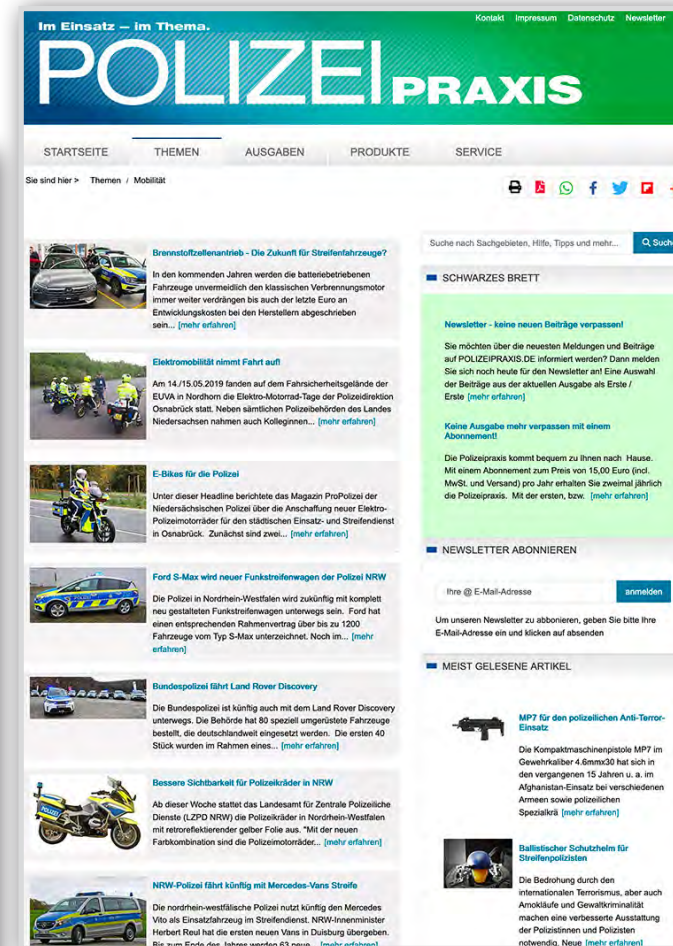 Kontakt Impressum Datenschutz Newsletter
Im Einsatz – im Thema.
POLIZEI PRAXIS
STARTSEITE THEMEN AUSGABEN PRODUKTE SERVICE
Sie sind hier > Themen / Mobilität
Brennstoffzellenantrieb - Die Zukunft für Streifenfahrzeuge?
In den kommenden Jahren werden die batteriebetriebenen
Fahrzeuge unvermeidlich den klassischen Verbrennungsmotor
immer weiter verdrängen bis auch der letzte Euro an
Entwicklungskosten bei den Herstellern abgeschrieben
sein... [mehr erfahren]
Elektromobilität nimmt Fahrt auf!
Am 14./15.05.2019 fanden auf dem Fahrsicherheitsgelände der
EUVA in Nordhorn die Elektro-Motorrad-Tage der Polizeidirektion
Osnabrück statt. Neben sämtlichen Polizeibehörden des Landes
Niedersachsen nahmen auch Kolleginnen... [mehr erfahren]
E-Bikes für die Polizei
Unter dieser Headline berichtete das Magazin ProPolizei der
Niedersächsischen Polizei über die Anschaffung neuer Elektro-
Polizeimotorräder für den städtischen Einsatz- und Streifendienst
in Osnabrück. Zunächst sind zwei... [mehr erfahren]
Ford S-Max wird neuer Funkstreifenwagen der Polizei NRW
Die Polizei in Nordrhein-Westfalen wird zukünftig mit komplett
neu gestalteten Funkstreifenwagen unterwegs sein. Ford hat
einen entsprechenden Rahmenvertrag über bis zu 1200
Fahrzeuge vom Typ S-Max unterzeichnet. Noch im... [mehr
erfahren]
Bundespolizei fährt Land Rover Discovery
Die Bundespolizei ist künftig auch mit dem Land Rover Discovery
unterwegs. Die Behörde hat 80 speziell umgerüstete Fahrzeuge
bestellt, die deutschlandweit eingesetzt werden. Die ersten 40
Stück wurden im Rahmen eines... [mehr erfahren]
Bessere Sichtbarkeit für Polizeikräder in NRW
Ab dieser Woche stattet das Landesamt für Zentrale Polizeiliche
Dienste (LZPD NRW) die Polizeikräder in Nordrhein-Westfalen
mit retroreflektierender gelber Folie aus. "Mit der neuen
Farbkombination sind die Polizeimotorräder... [mehr erfahren]
NRW-Polizei fährt künftig mit Mercedes-Vans Streife
Die nordrhein-westfälische Polizei nutzt künftig den Mercedes
Vito als Einsatzfahrzeug im Streifendienst. NRW-Innenminister
Herbert Reul hat die ersten neuen Vans in Duisburg übergeben.
Bis zum Ende des Jahres werden 63 neue... [mehr erfahren]
Suche nach Sachgebieten, Hilfe, Tipps und mehr... Suche
SCHWARZES BRETT
Newsletter - keine neuen Beiträge verpassen!
Sie möchten über die neuesten Meldungen und Beiträge
auf POLIZEIPRAXIS.DE informiert werden? Dann melden
Sie sich noch heute für den Newsletter an! Eine Auswahl
der Beiträge aus der aktuellen Ausgabe als Erste /
Erste [mehr erfahren]
Keine Ausgabe mehr verpassen mit einem
Abonnement!
Die Polizeipraxis kommt bequem zu Ihnen nach Hause.
Mit einem Abonnement zum Preis von 15,00 Euro (incl.
MwSt. und Versand) pro Jahr erhalten Sie zweimal jährlich
die Polizeipraxis. Mit der ersten, bzw. [mehr erfahren]
NEWSLETTER ABONNIEREN
Ihre @ E-Mail-Adresse anmelden
Um unseren Newsletter zu abbonieren, geben Sie bitte Ihre
E-Mail-Adresse ein und klicken auf absenden
MEIST GELESENE ARTIKEL
MP7 für den polizeilichen Anti-Terror-
Einsatz
Die Kompaktmaschinenpistole MP7 im
Gewehrkaliber 4.6mmx30 hat sich in
den vergangenen 15 Jahren u. a. im
Afghanistan-Einsatz bei verschiedenen
Armeen sowie polizeilichen
Spezialkrä [mehr erfahren]
Ballistischer Schutzhelm für
Streifenpolizisten
Die Bedrohung durch den
internationalen Terrorismus, aber auch
Amokläufe und Gewaltkriminalität
machen eine verbesserte Ausstattung
der Polizistinnen und Polizisten
notwendig. Neue [mehr erfahren]